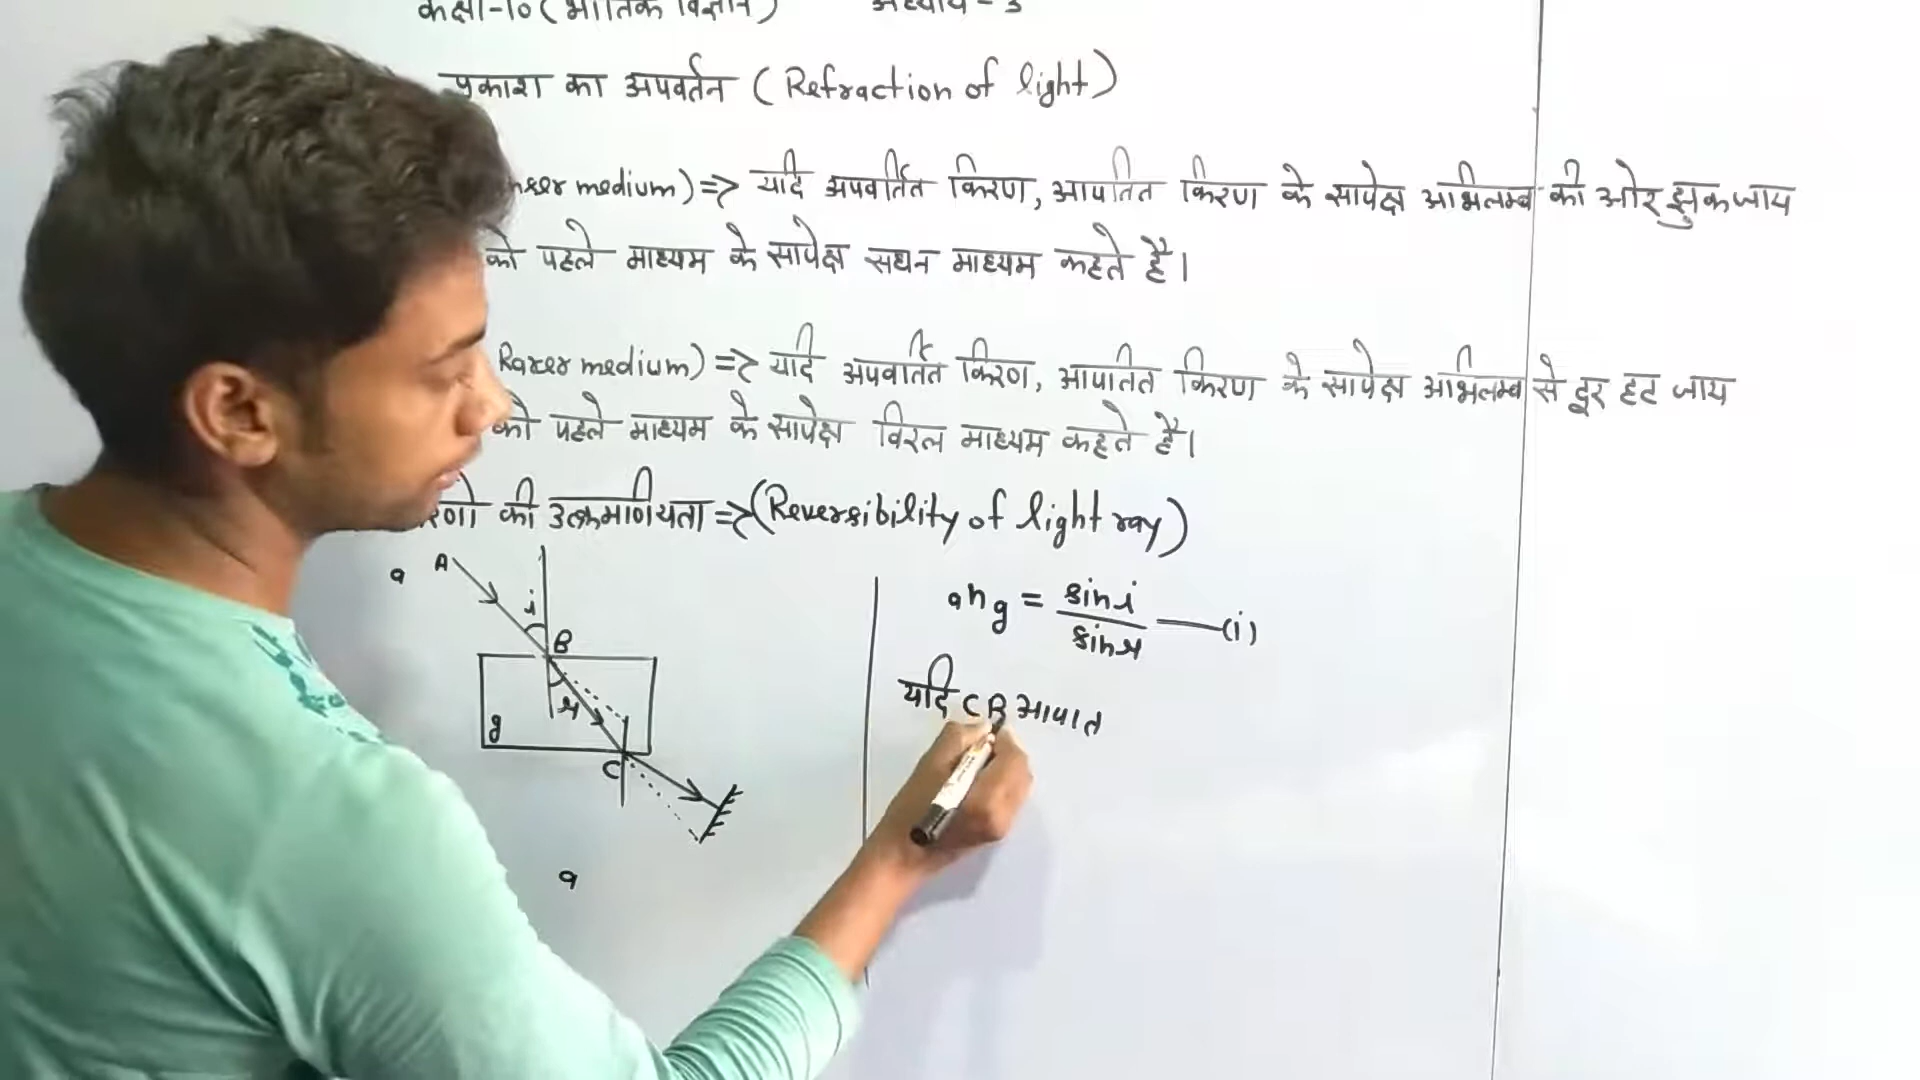 कक्षा-10 (भौतिक विज्ञान) अध्याय - 3
प्रकाश का अपवर्तन (Refraction of light)
medium) => यदि अपवर्तित किरण, आपतित किरण के सापेक्ष अभिलम्ब की ओर झुक जाय
को पहले माध्यम के सापेक्ष सघन माध्यम कहते है।
Rarer medium) => यदि अपवर्तित किरण, आपतित किरण के सापेक्ष अभिलम्ब से दूर हट जाय
को पहले माध्यम के सापेक्ष विरल माध्यम कहते है।
की उत्क्रमणीयता => (Reversibility of light ray)
a A
i
B
r
g
C
a
ang = sin i / sin r —(i)
यदि CB आपात